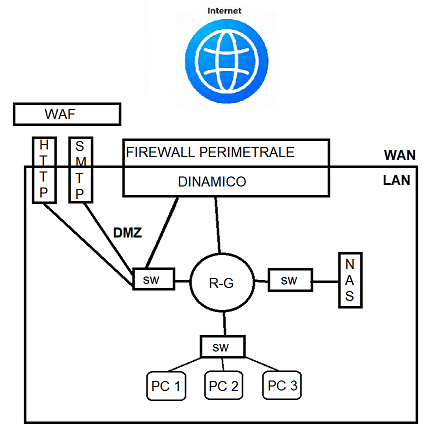 Internet
WAF
HTTP
SMTP
FIREWALL PERIMETRALE
DINAMICO
WAN
LAN
DMZ
SW
R-G
SW
NAS
SW
PC 1
PC 2
PC 3